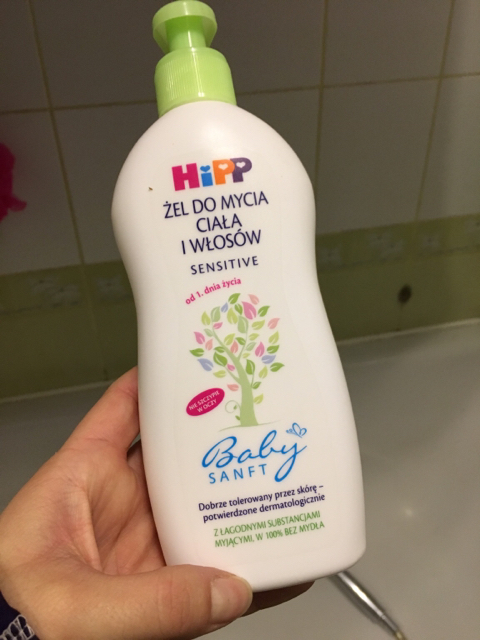 HiPP
ŻEL DO MYCIA
CIAŁA
I WŁOSÓW
SENSITIVE
od 1. dnia życia
NIE SZCZYPIE
W OCZY
Baby
SANFT
Dobrze tolerowany przez skórę –
potwierdzone dermatologicznie
Z ŁAGODNYMI SUBSTANCJAMI
MYJĄCYMI, W 100% BEZ MYDŁA